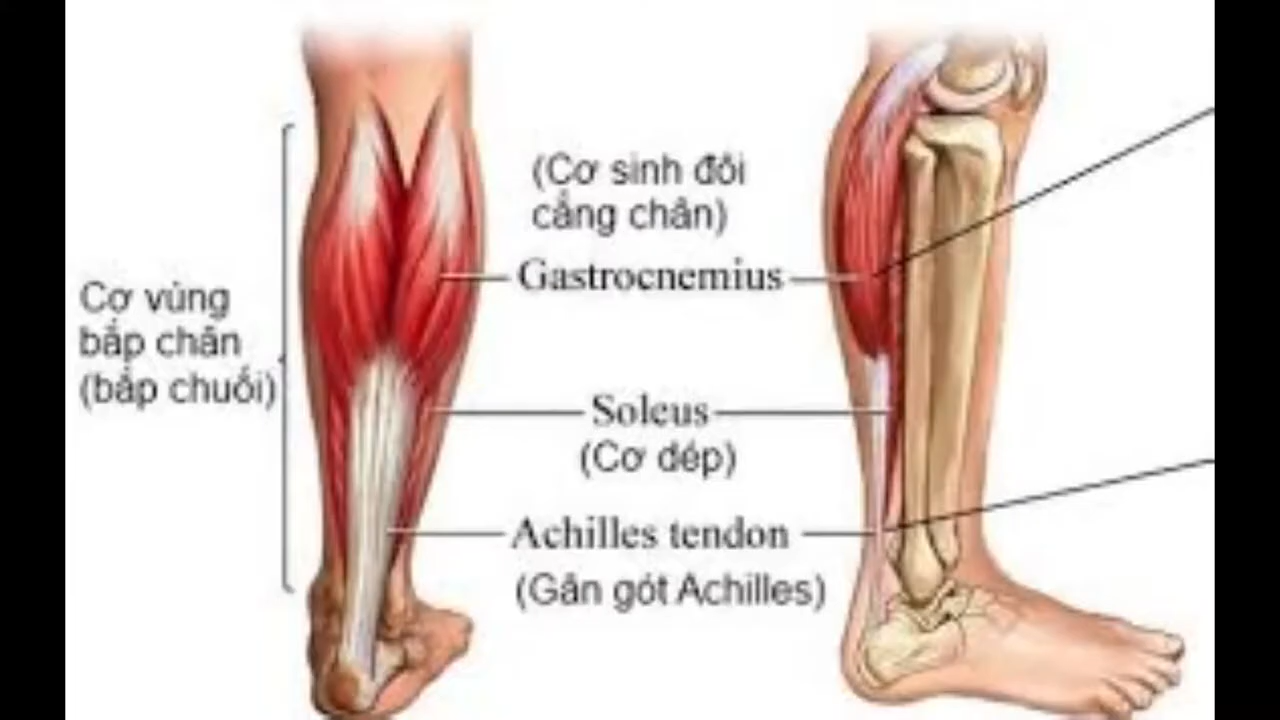 (Cơ sinh đôi
cẳng chân)
Gastrocnemius
Cơ vùng
bắp chân
(bắp chuối)
Soleus
(Cơ dép)
Achilles tendon
(Gân gót Achilles)